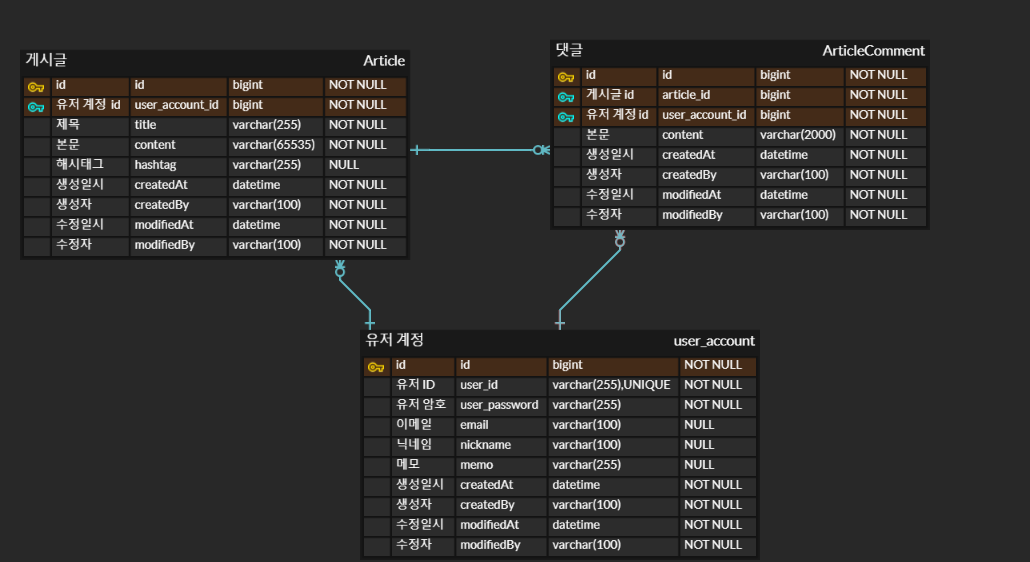 게시글 Article
id id bigint NOT NULL
유저 계정 id user_account_id bigint NOT NULL
제목 title varchar(255) NOT NULL
본문 content varchar(65535) NOT NULL
해시태그 hashtag varchar(255) NULL
생성일시 createdAt datetime NOT NULL
생성자 createdBy varchar(100) NOT NULL
수정일시 modifiedAt datetime NOT NULL
수정자 modifiedBy varchar(100) NOT NULL
댓글 ArticleComment
id id bigint NOT NULL
게시글 id article_id bigint NOT NULL
유저 계정 id user_account_id bigint NOT NULL
본문 content varchar(2000) NOT NULL
생성일시 createdAt datetime NOT NULL
생성자 createdBy varchar(100) NOT NULL
수정일시 modifiedAt datetime NOT NULL
수정자 modifiedBy varchar(100) NOT NULL
유저 계정 user_account
id id bigint NOT NULL
유저 ID user_id varchar(255),UNIQUE NOT NULL
유저 암호 user_password varchar(255) NOT NULL
이메일 email varchar(100) NULL
닉네임 nickname varchar(100) NULL
메모 memo varchar(255) NULL
생성일시 createdAt datetime NOT NULL
생성자 createdBy varchar(100) NOT NULL
수정일시 modifiedAt datetime NOT NULL
수정자 modifiedBy varchar(100) NOT NULL